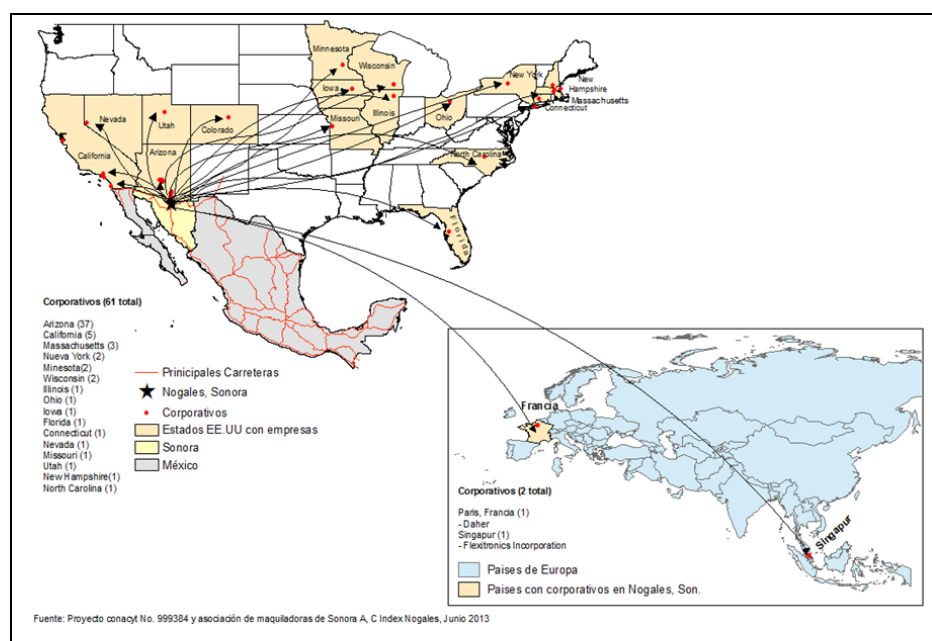 Minnesota
Wisconsin
New York
New
Hampshire
Iowa
Massachusetts
Connecticut
Nevada
Utah
Colorado
Missouri
Illinois
Ohio
California
Arizona
North Carolina
Florida
Corporativos (61 total)
Arizona (37)
California (5)
Massachusetts (3)
Nueva York (2)
Minesota(2)
Wisconsin (2)
Illinois (1)
Ohio (1)
Iowa (1)
Florida (1)
Connecticut (1)
Nevada (1)
Missouri (1)
Utah (1)
New Hampshire(1)
North Carolina (1)
Prinicipales Carreteras
Nogales, Sonora
Corporativos
Estados EE.UU con empresas
Sonora
México
Francia
Singapur
Corporativos (2 total)
Paris, Francia (1)
- Daher
Singapur (1)
- Flexitronics Incorporation
Paises de Europa
Paises con corporativos en Nogales, Son.
Fuente: Proyecto conacyt No. 999384 y asociación de maquiladoras de Sonora A, C Index Nogales, Junio 2013